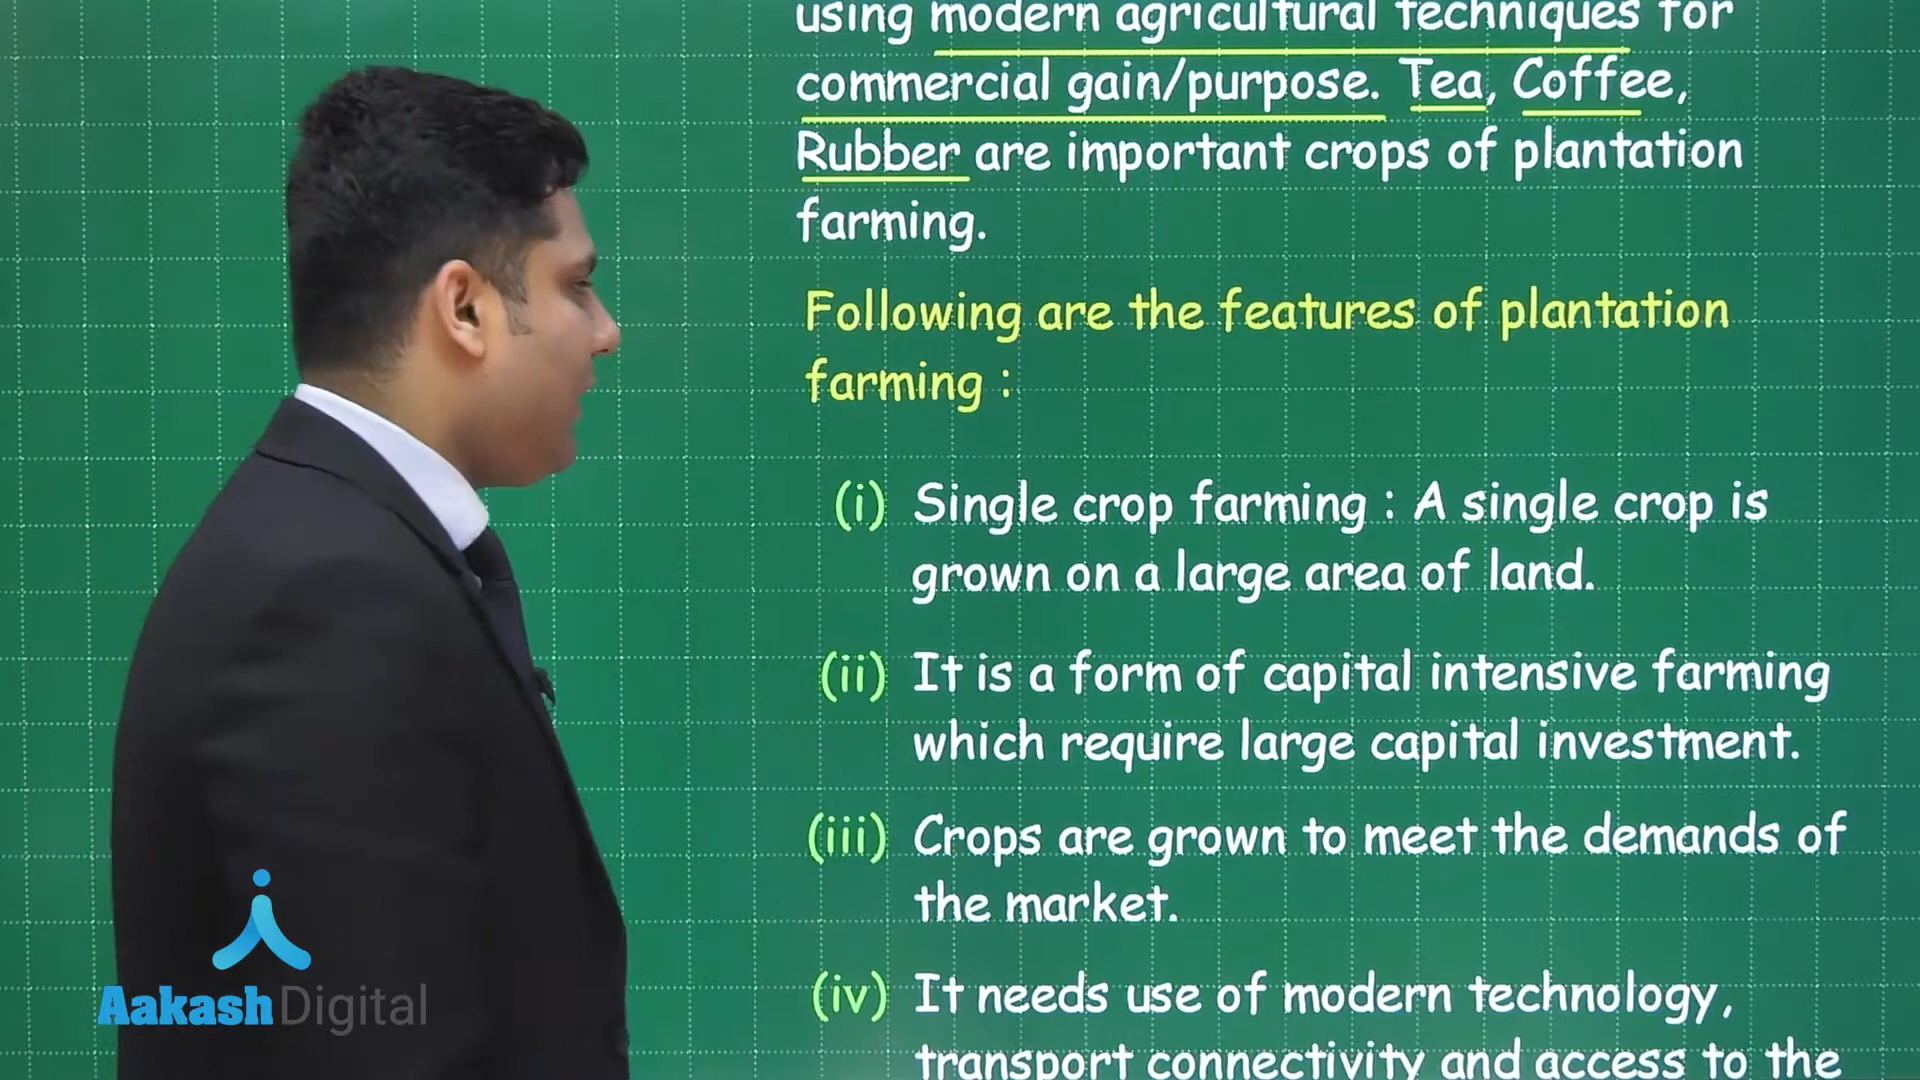 using modern agricultural techniques for
commercial gain/purpose. Tea, Coffee,
Rubber are important crops of plantation
farming.
Following are the features of plantation
farming :
(i) Single crop farming : A single crop is
grown on a large area of land.
(ii) It is a form of capital intensive farming
which require large capital investment.
(iii) Crops are grown to meet the demands of
the market.
(iv) It needs use of modern technology,
transport connectivity and access to the
Aakash Digital